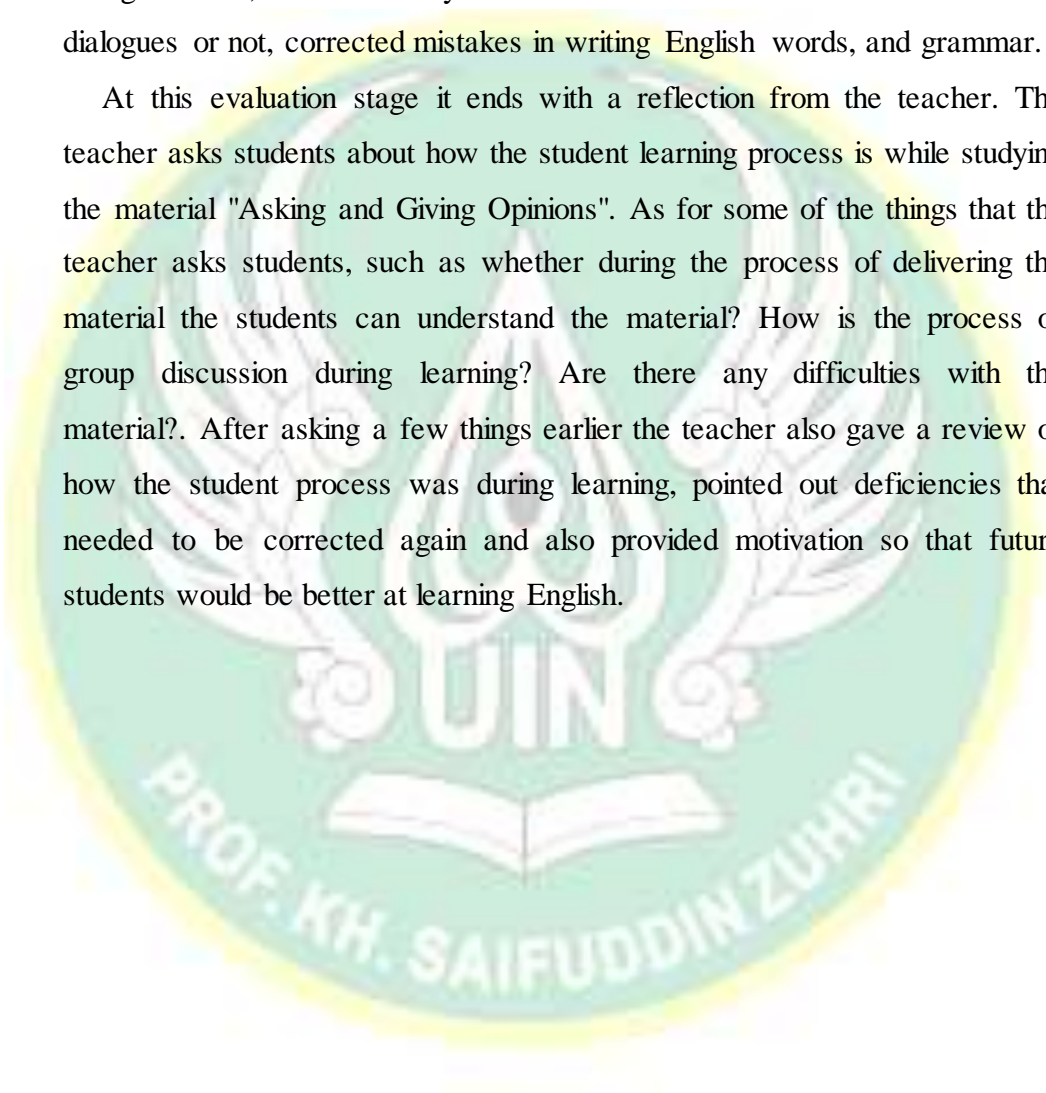 dialogues or not, corrected mistakes in writing English words, and grammar.
At this evaluation stage it ends with a reflection from the teacher. Th
teacher asks students about how the student learning process is while studyin
the material "Asking and Giving Opinions". As for some of the things that th
teacher asks students, such as whether during the process of delivering th
material the students can understand the material? How is the process o
group discussion during learning? Are there any difficulties with th
material?. After asking a few things earlier the teacher also gave a review o
how the student process was during learning, pointed out deficiencies tha
needed to be corrected again and also provided motivation so that futur
students would be better at learning English.
UIN
PROF. KH. SAIFUDDIN ZUHRI